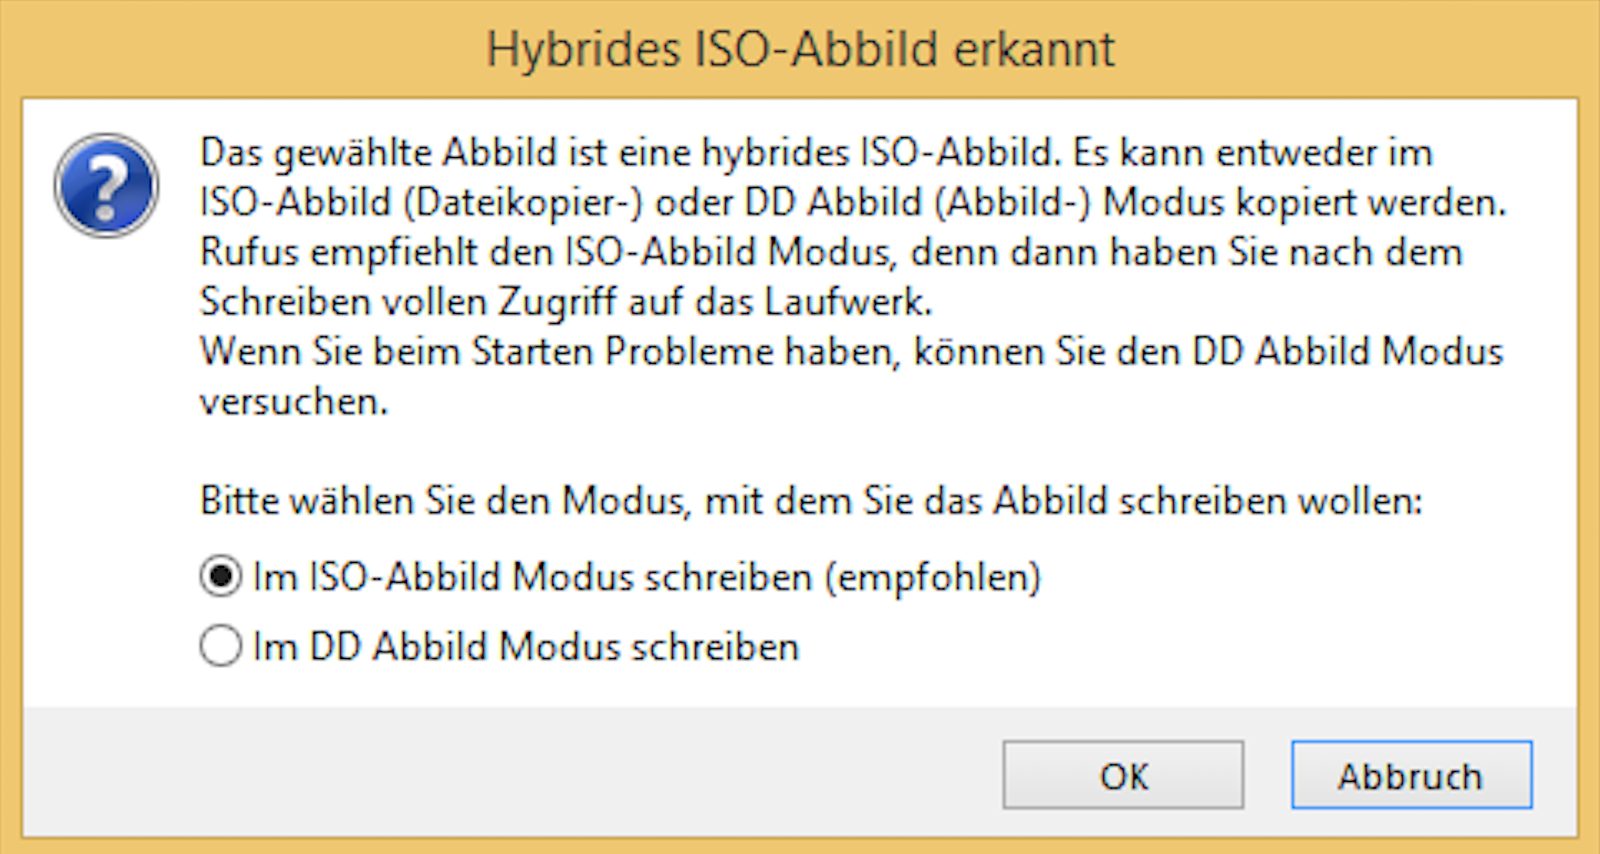 Hybrides ISO-Abbild erkannt
Das gewählte Abbild ist eine hybrides ISO-Abbild. Es kann entweder im
ISO-Abbild (Dateikopier-) oder DD Abbild (Abbild-) Modus kopiert werden.
Rufus empfiehlt den ISO-Abbild Modus, denn dann haben Sie nach dem
Schreiben vollen Zugriff auf das Laufwerk.
Wenn Sie beim Starten Probleme haben, können Sie den DD Abbild Modus
versuchen.
Bitte wählen Sie den Modus, mit dem Sie das Abbild schreiben wollen:
Im ISO-Abbild Modus schreiben (empfohlen)
Im DD Abbild Modus schreiben
OK
Abbruch